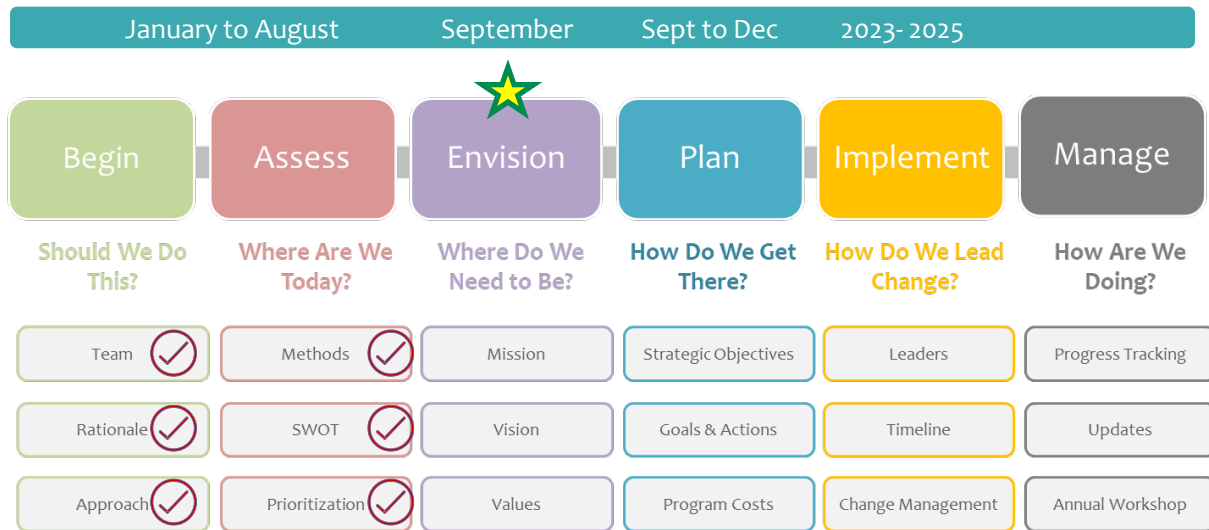 January to August September Sept to Dec 2023- 2025
Begin Assess Envision Plan Implement Manage
Should We Do This?
Where Are We Today?
Where Do We Need to Be?
How Do We Get There?
How Do We Lead Change?
How Are We Doing?
Team Methods Mission Strategic Objectives Leaders Progress Tracking
Rationale SWOT Vision Goals & Actions Timeline Updates
Approach Prioritization Values Program Costs Change Management Annual Workshop